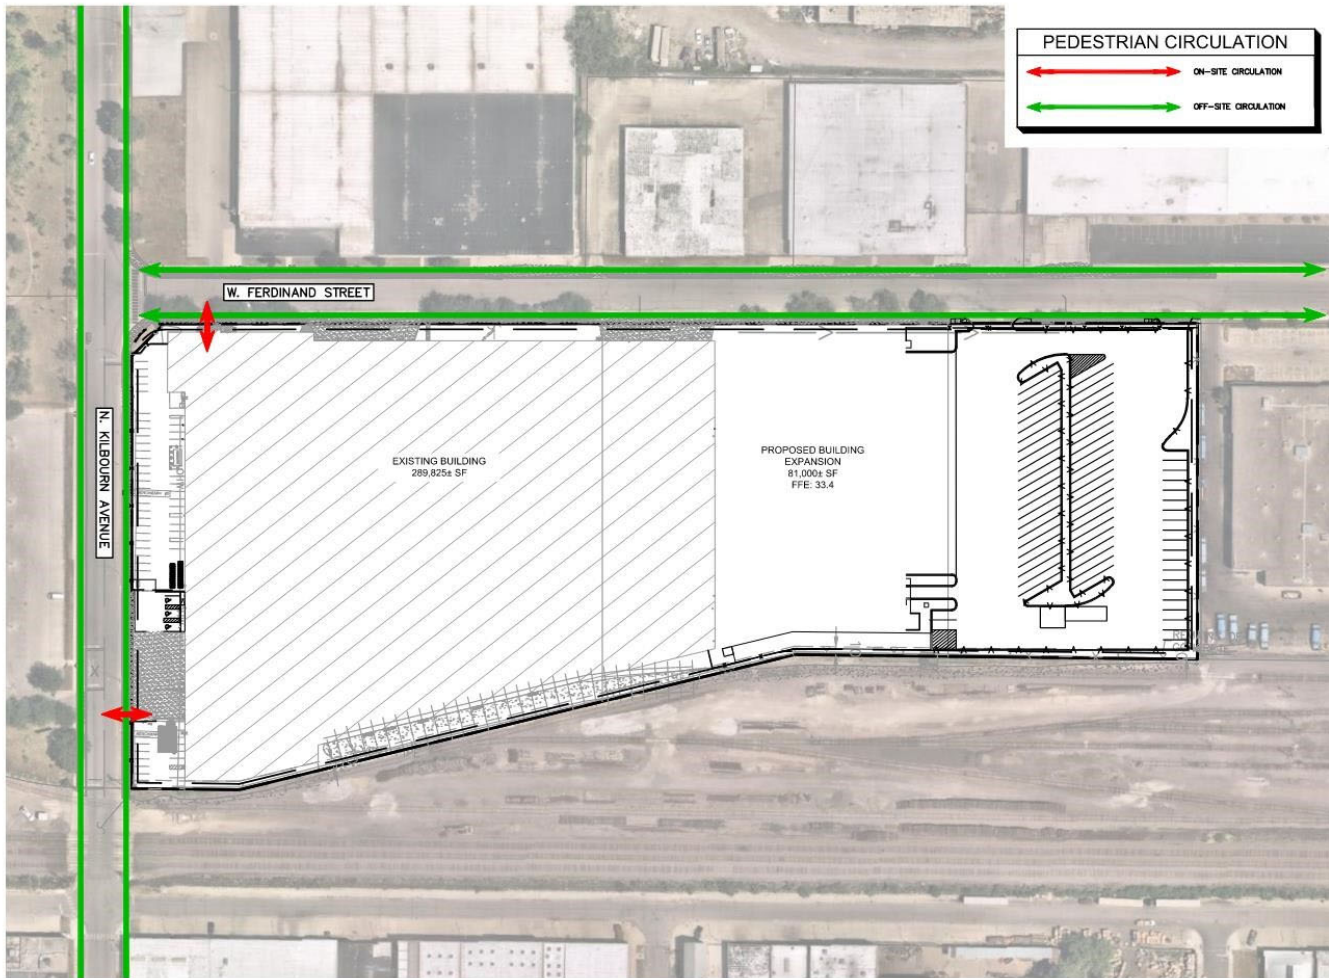 PEDESTRIAN CIRCULATION
ON-SITE CIRCULATION
OFF-SITE CIRCULATION
W. FERDINAND STREET
N. KILBOURN AVENUE
EXISTING BUILDING
289,825± SF
PROPOSED BUILDING
EXPANSION
81,000± SF
FFE: 33.4